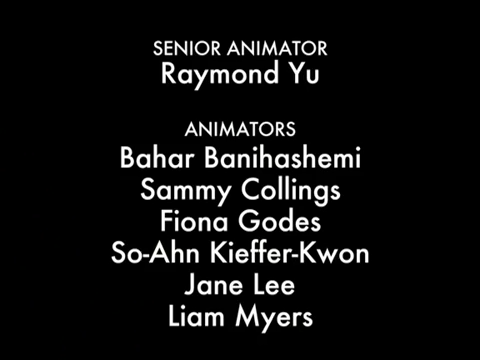 SENIOR ANIMATOR
Raymond Yu
ANIMATORS
Bahar Banihashemi
Sammy Collings
Fiona Godes
So-Ahn Kieffer-Kwon
Jane Lee
Liam Myers